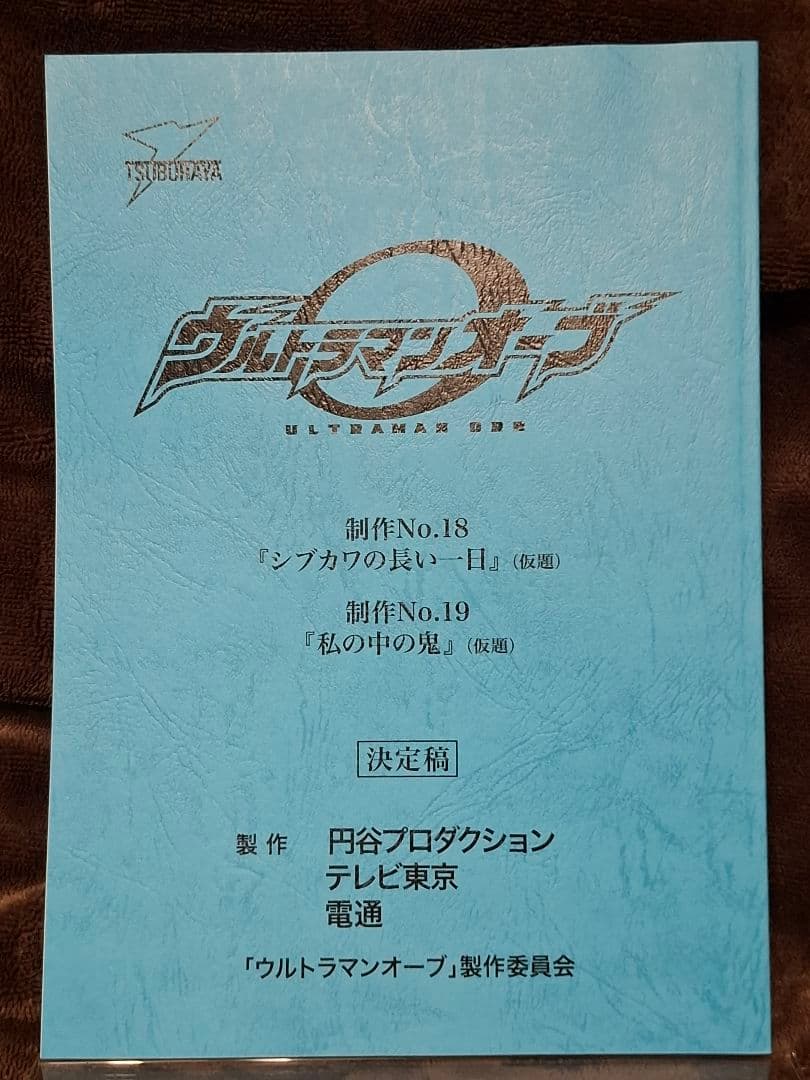 TSUBURAYA
ウルトラマンオーブ
ULTRAMAN ORB
制作No.18
『シブカワの長い一日』(仮題)
制作No.19
『私の中の鬼』(仮題)
決定稿
製作 円谷プロダクション
テレビ東京
電通
「ウルトラマンオーブ」製作委員会